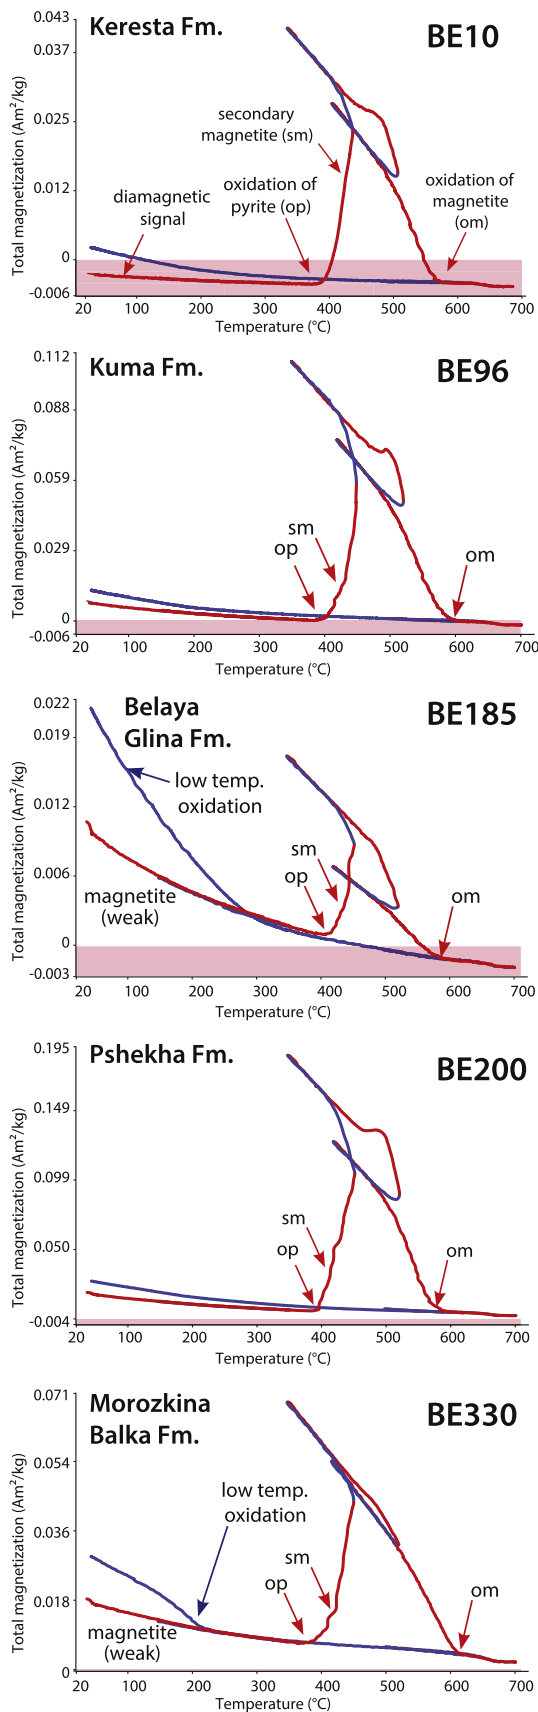 Keresta Fm.
BE10
Total magnetization (Am²/kg)
0.043
0.037
0.025
0.012
0
-0.006
secondary
magnetite (sm)
diamagnetic
signal
oxidation of
pyrite (op)
oxidation of
magnetite
(om)
20 100 200 300 400 500 600 700
Temperature (°C)
Kuma Fm.
BE96
Total magnetization (Am²/kg)
0.112
0.088
0.059
0.029
0
-0.006
sm
op
om
20 100 200 300 400 500 600 700
Temperature (°C)
Belaya
Glina Fm.
BE185
Total magnetization (Am²/kg)
0.022
0.019
0.012
0.006
0
-0.003
low temp.
oxidation
magnetite
(weak)
sm
op
om
20 100 200 300 400 500 600 700
Temperature (°C)
Pshekha Fm.
BE200
Total magnetization (Am²/kg)
0.195
0.149
0.099
0.050
-0.004
sm
op
om
20 100 200 300 400 500 600 700
Temperature (°C)
Morozkina
Balka Fm.
BE330
Total magnetization (Am²/kg)
0.071
0.054
0.036
0.018
0
low temp.
oxidation
magnetite
(weak)
sm
op
om
20 100 200 300 400 500 600 700
Temperature (°C)